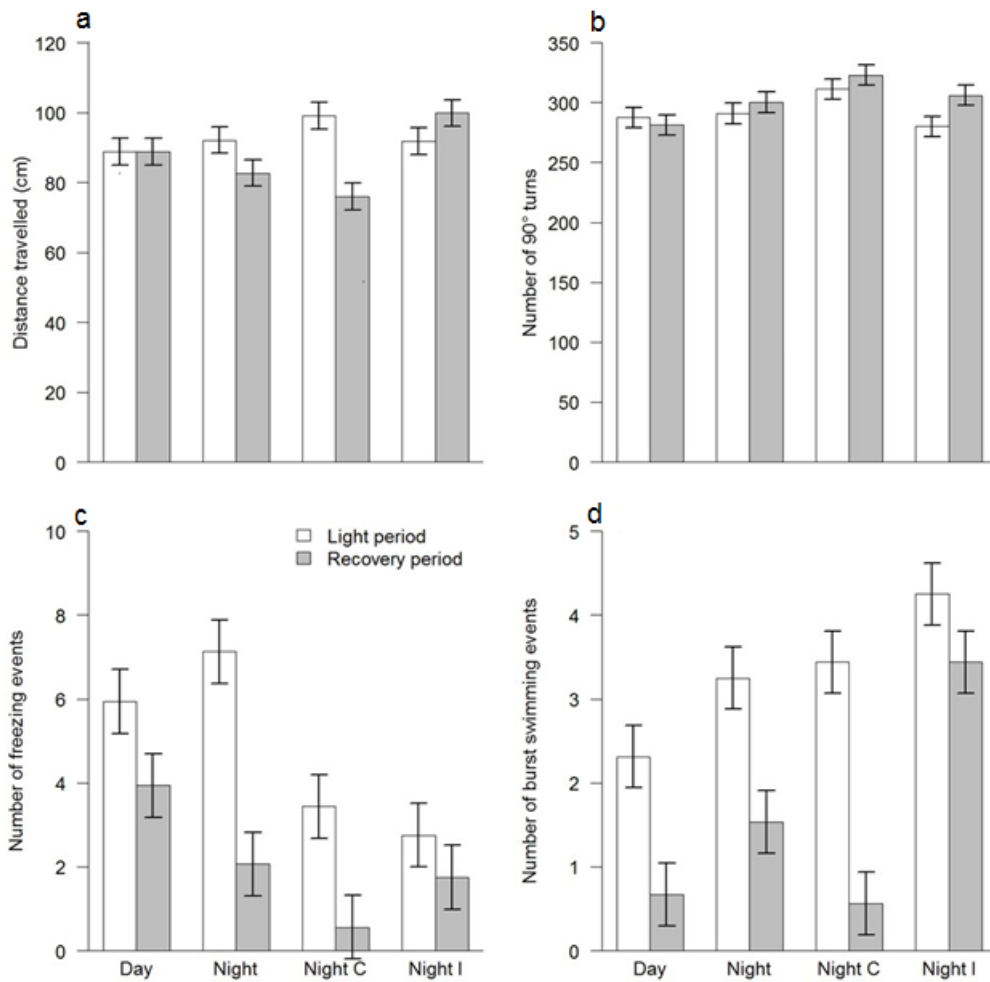 a
120
100
80
60
40
20
0
Distance travelled (cm)
b
350
300
250
200
150
100
50
0
Number of 90° turns
c
10
8
6
4
2
0
Number of freezing events
Light period
Recovery period
Day Night Night C Night I
d
5
4
3
2
1
0
Number of burst swimming events
Day Night Night C Night I